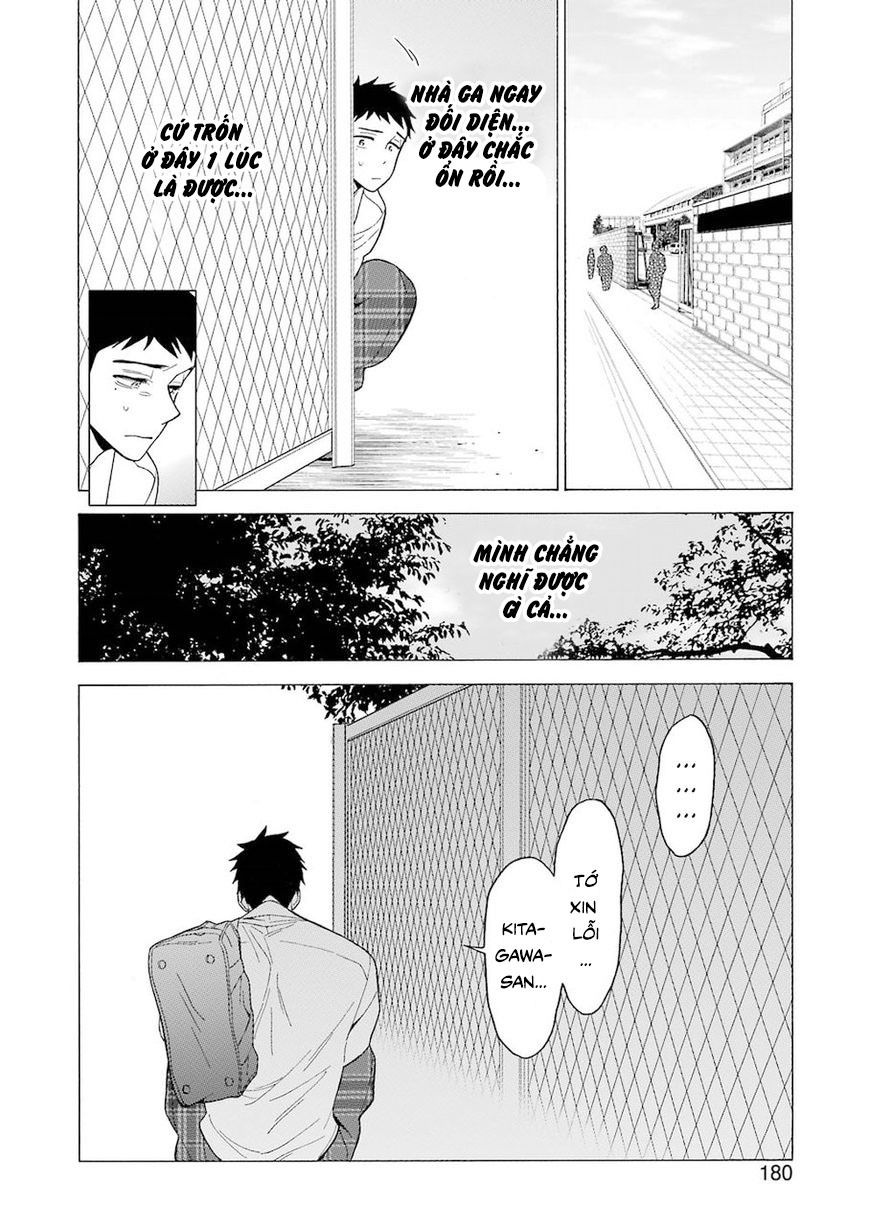 NHÀ GA NGAY
ĐỐI DIỆN...
Ở ĐÂY CHẮC
ỔN RỒI...
CỨ TRỐN
Ở ĐÂY 1 LÚC
LÀ ĐƯỢC...
MÌNH CHẲNG
NGHĨ ĐƯỢC
GÌ CẢ...
...
...
...
TỚ
XIN
LỖI
...
KITA-
GAWA-
SAN...
180